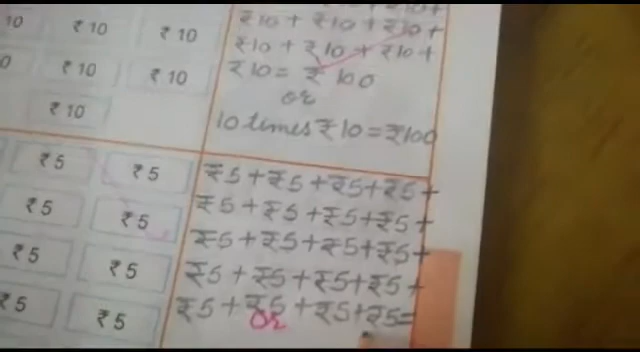 10 ₹10 ₹10
₹10 ₹10
₹10
₹10 + ₹10 + ₹10 +
₹10 + ₹10 + ₹10 +
₹10 = ₹ 100
or
10 times ₹10 = ₹100
₹5 ₹5
₹5 ₹5
₹5 ₹5
₹5 ₹5
₹5 + ₹5 + ₹5 + ₹5 +
₹5 + ₹5 + ₹5 + ₹5 +
₹5 + ₹5 + ₹5 + ₹5 +
₹5 + ₹5 + ₹5 + ₹5 +
₹5 + ₹5 + ₹5 + ₹5 =
or